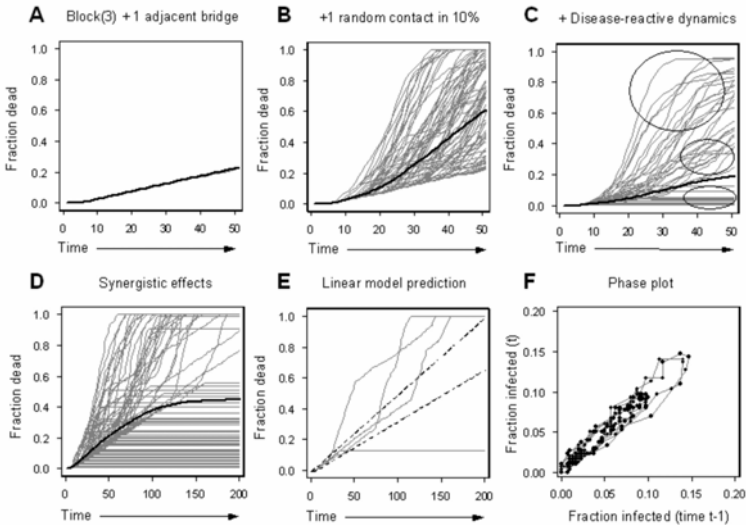 A Block(3) + 1 adjacent bridge
Fraction dead
1.0
0.8
0.6
0.4
0.2
0.0
0 10 20 30 40 50
Time
B +1 random contact in 10%
Fraction dead
1.0
0.8
0.6
0.4
0.2
0.0
0 10 20 30 40 50
Time
C + Disease-reactive dynamics
Fraction dead
1.0
0.8
0.6
0.4
0.2
0.0
0 10 20 30 40 50
Time
D Synergistic effects
Fraction dead
1.0
0.8
0.6
0.4
0.2
0.0
0 50 100 150 200
Time
E Linear model prediction
Fraction dead
1.0
0.8
0.6
0.4
0.2
0.0
0 50 100 150 200
Time
F Phase plot
Fraction infected (t)
0.20
0.15
0.10
0.05
0.00
0.00 0.05 0.10 0.15 0.20
Fraction infected (time t-1)